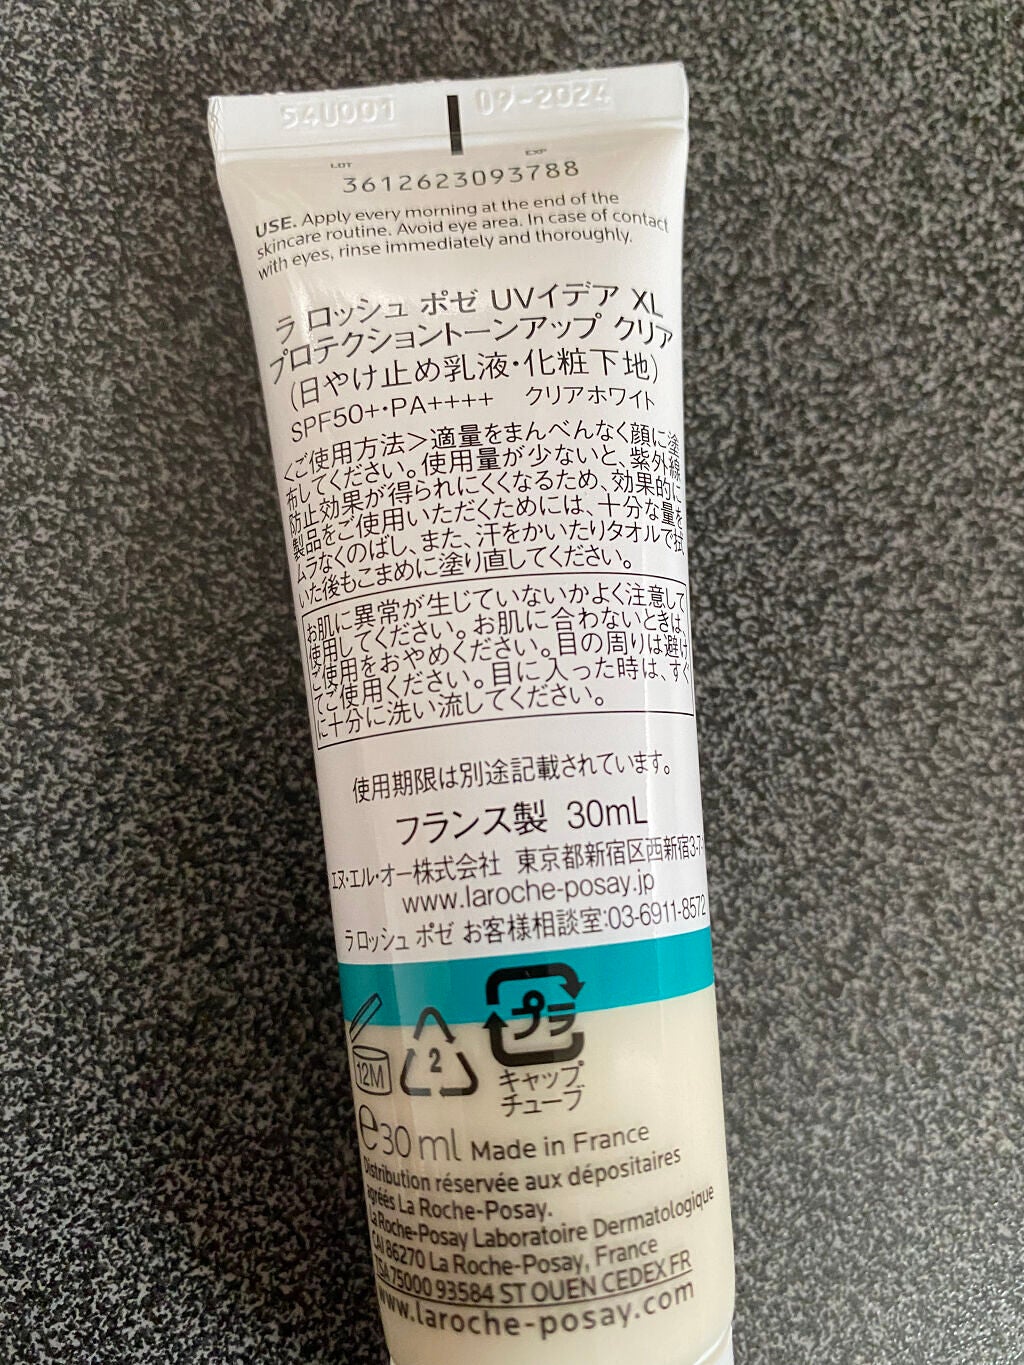 54U001 09-2024
LOT EXP
3612623093788
USE. Apply every morning at the end of the
skincare routine. Avoid eye area. In case of contact
with eyes, rinse immediately and thoroughly.
ラ ロッシュ ポゼ UVイデア XL
プロテクショントーンアップ クリア
(日やけ止め乳液・化粧下地)
SPF50+・PA++++ クリアホワイト
<ご使用方法>適量をまんべんなく顔に塗
布してください。使用量が少ないと、紫外線
防止効果が得られにくくなるため、効果的に
製品をご使用いただくためには、十分な量を
ムラなくのばし、また、汗をかいたりタオルで拭
いた後もこまめに塗り直してください。
お肌に異常が生じていないかよく注意して
使用してください。お肌に合わないときは、
ご使用をおやめください。目の周りは避け
てご使用ください。目に入った時は、すぐ
に十分に洗い流してください。
使用期限は別途記載されています。
フランス製 30mL
エヌ・エル・オー株式会社 東京都新宿区西新宿3-7-
www.laroche-posay.jp
ラ ロッシュ ポゼ お客様相談室:03-6911-8572
プラ
12M 2
キャップ
チューブ
e30 ml Made in France
Distribution réservée aux dépositaires
agréés La Roche-Posay.
La Roche-Posay Laboratoire Dermatologique
CAI 86270 La Roche-Posay, France
TSA 75000 93584 ST OUEN CEDEX FR
www.laroche-posay.com